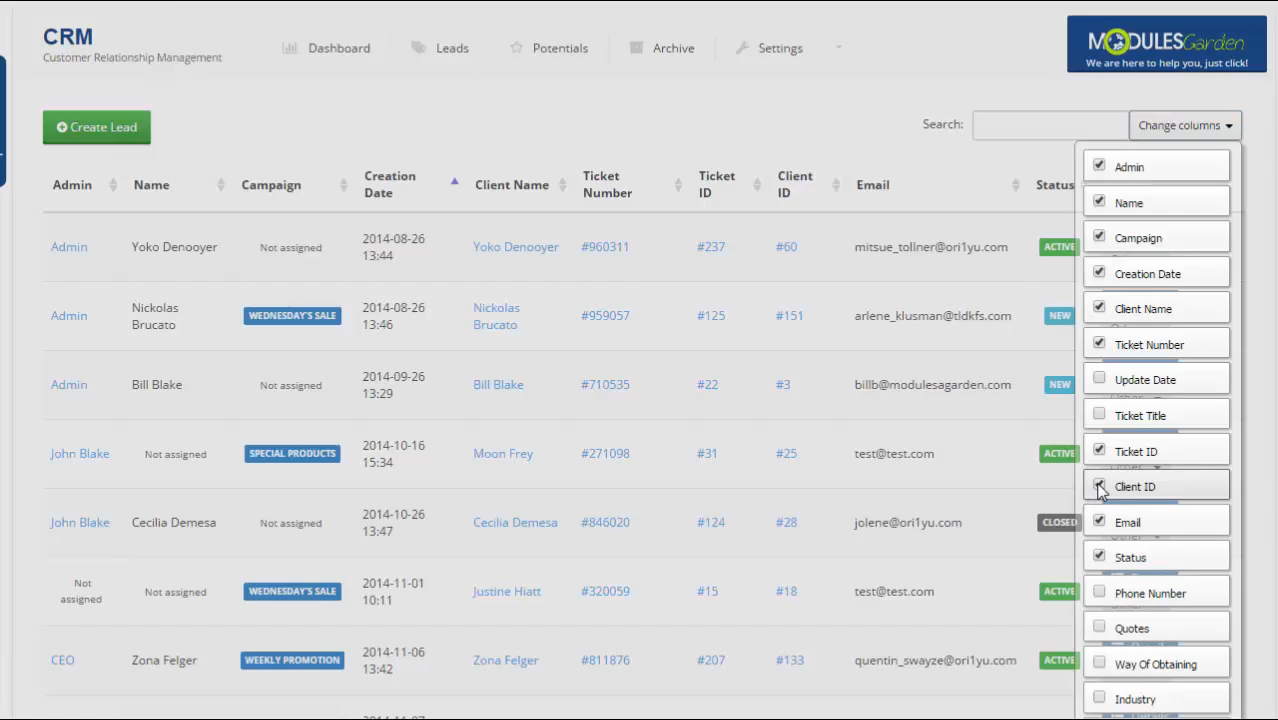 CRM
Customer Relationship Management
Dashboard
Leads
Potentials
Archive
Settings
MODULESGarden
We are here to help you, just click!
Create Lead
Search:
Change columns
Admin
Name
Campaign
Creation
Date
Client Name
Ticket
Number
Ticket
ID
Client
ID
Email
Status
Admin
Yoko Denooyer
Not assigned
2014-08-26
13:44
Yoko Denooyer
#960311
#237
#60
mitsue_tollner@ori1yu.com
ACTIVE
Admin
Nickolas
Brucato
WEDNESDAY'S SALE
2014-08-26
13:46
Nickolas
Brucato
#959057
#125
#151
arlene_klusman@tldkfs.com
NEW
Admin
Bill Blake
Not assigned
2014-09-26
13:29
Bill Blake
#710535
#22
#3
billb@modulesagarden.com
NEW
John Blake
Not assigned
SPECIAL PRODUCTS
2014-10-16
15:34
Moon Frey
#271098
#31
#25
test@test.com
ACTIVE
John Blake
Cecilia Demesa
Not assigned
2014-10-26
13:47
Cecilia Demesa
#846020
#124
#28
jolene@ori1yu.com
CLOSED
Not
assigned
Not assigned
WEDNESDAY'S SALE
2014-11-01
10:11
Justine Hiatt
#320059
#15
#18
test@test.com
ACTIVE
CEO
Zona Felger
WEEKLY PROMOTION
2014-11-06
13:42
Zona Felger
#811876
#207
#133
quentin_swayze@ori1yu.com
ACTIVE
Admin
Name
Campaign
Creation Date
Client Name
Ticket Number
Update Date
Ticket Title
Ticket ID
Client ID
Email
Status
Phone Number
Quotes
Way Of Obtaining
Industry